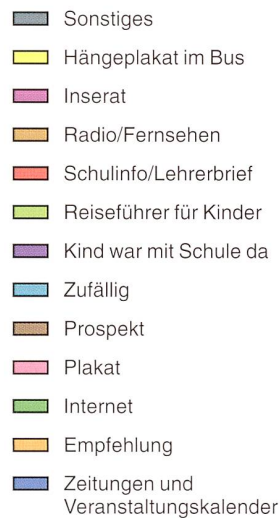 Sonstiges
Hängeplakat im Bus
Inserat
Radio/Fernsehen
Schulinfo/Lehrerbrief
Reiseführer für Kinder
Kind war mit Schule da
Zufällig
Prospekt
Plakat
Internet
Empfehlung
Zeitungen und
Veranstaltungskalender